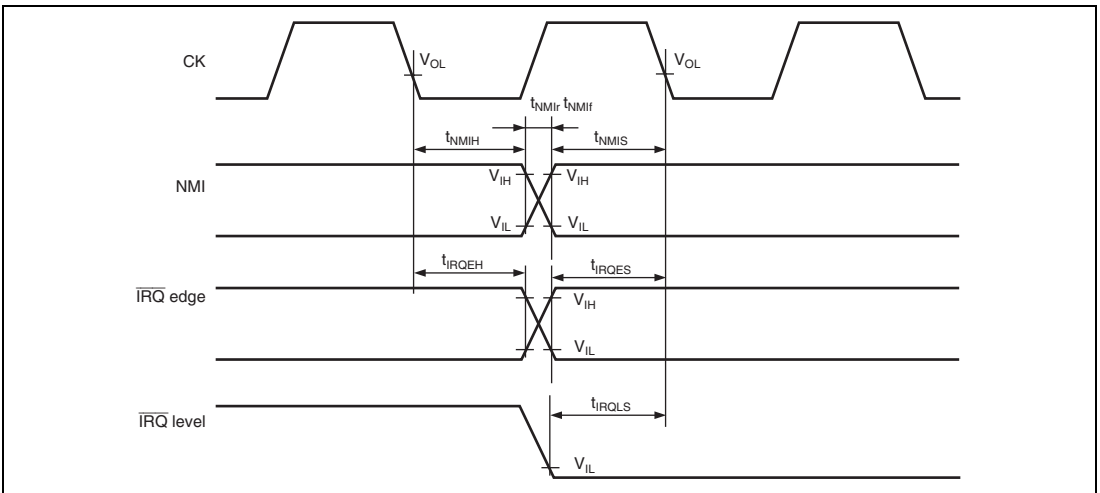 CK
VOL
VOL
tNMIr tNMIf
tNMIH
tNMIS
NMI
VIH
VIH
VIL
VIL
tIRQEH
tIRQES
IRQ edge
VIH
VIL
IRQ level
tIRQLS
VIL